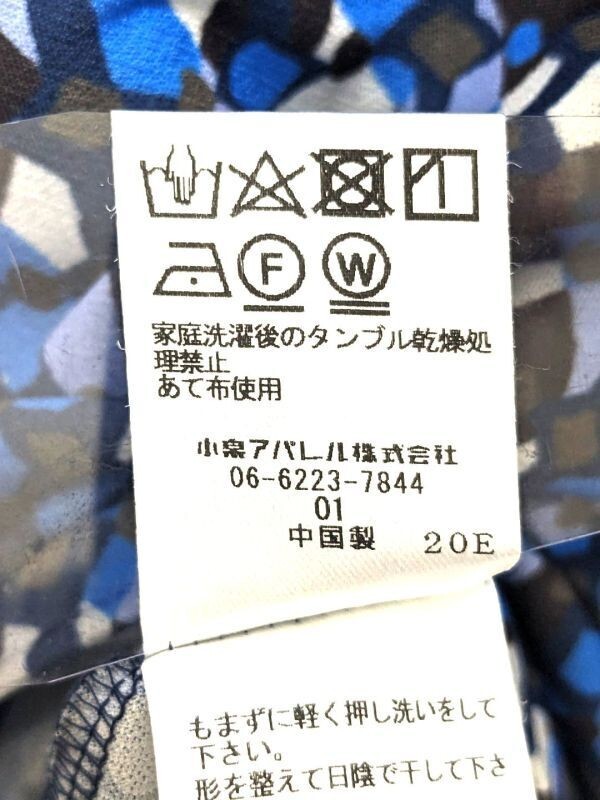 F W
家庭洗濯後のタンブル乾燥処
理禁止
あて布使用
小泉アパレル株式会社
06-6223-7844
01
中国製 20E
もまずに軽く押し洗いをして
下さい。
形を整えて日陰で干して下さ